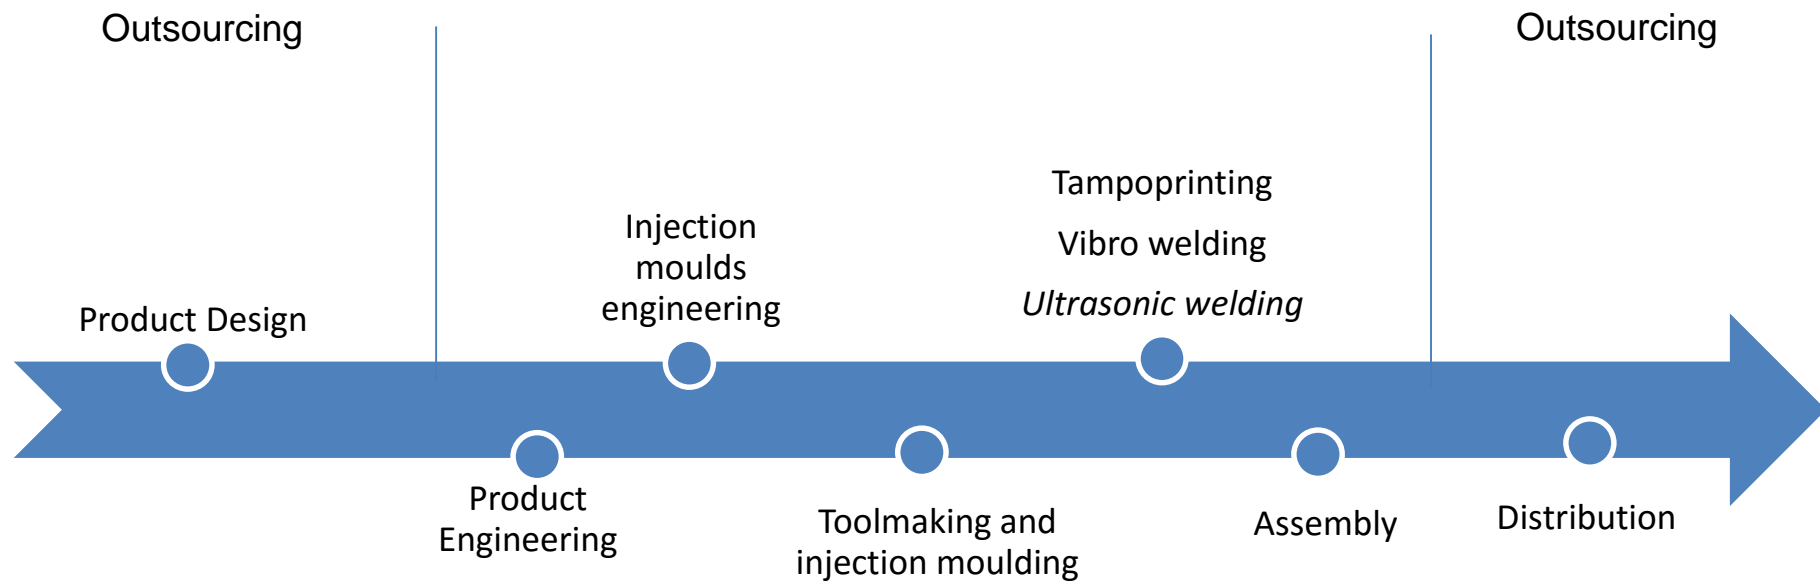 Outsourcing
Outsourcing
Tampoprinting
Vibro welding
Ultrasonic welding
Injection
moulds
engineering
Product Design
Product
Engineering
Toolmaking and
injection moulding
Assembly
Distribution